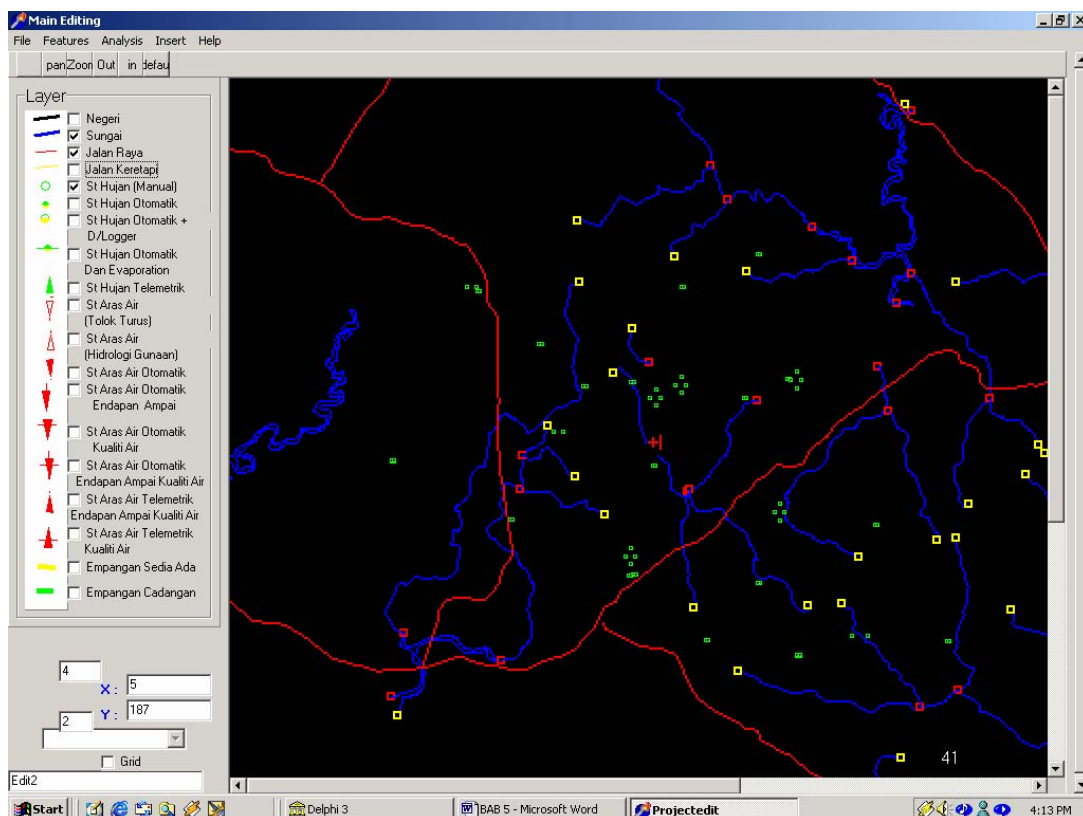 Main Editing
File Features Analysis Insert Help
pan Zoon Out in defau
Layer
Negeri
Sungai
Jalan Raya
Jalan Keretapi
St Hujan (Manual)
St Hujan Otomatik
St Hujan Otomatik +
D/Logger
St Hujan Otomatik
Dan Evaporation
St Hujan Telemetrik
St Aras Air
(Tolok Turus)
St Aras Air
(Hidrologi Gunaan)
St Aras Air Otomatik
St Aras Air Otomatik
Endapan Ampai
St Aras Air Otomatik
Kualiti Air
St Aras Air Otomatik
Endapan Ampai Kualiti Air
St Aras Air Telemetrik
Endapan Ampai Kualiti Air
St Aras Air Telemetrik
Kualiti Air
Empangan Sedia Ada
Empangan Cadangan
4
X : 5
Y : 187
2
Grid
Edit2
41
Start Delphi 3 BAB 5 - Microsoft Word Projectedit 4:13 PM